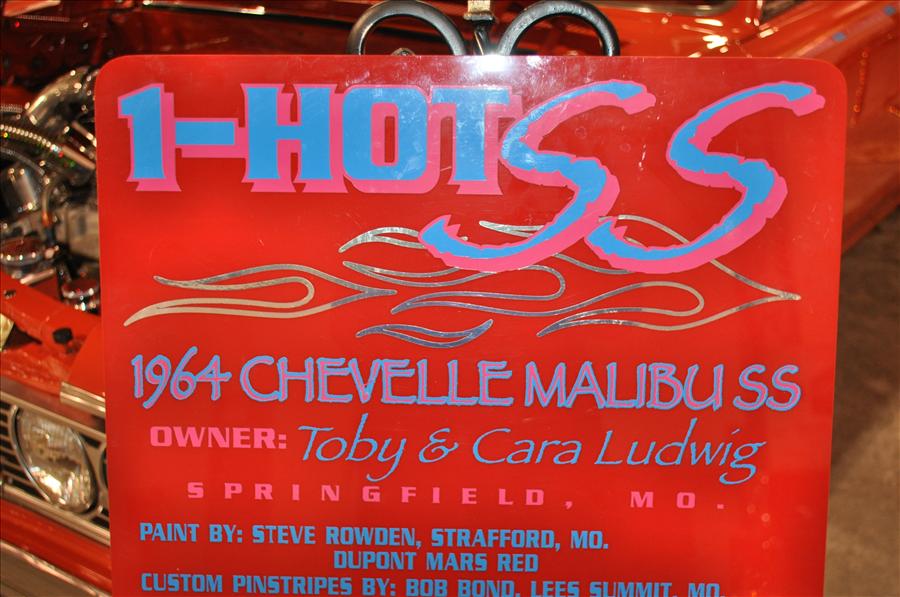 1-HOT SS
1964 CHEVELLE MALIBU SS
OWNER: Toby & Cara Ludwig
SPRINGFIELD, MO.
PAINT BY: STEVE ROWDEN, STRAFFORD, MO.
DUPONT MARS RED
CUSTOM PINSTRIPES BY: BOB BOND, LEES SUMMIT, MO.